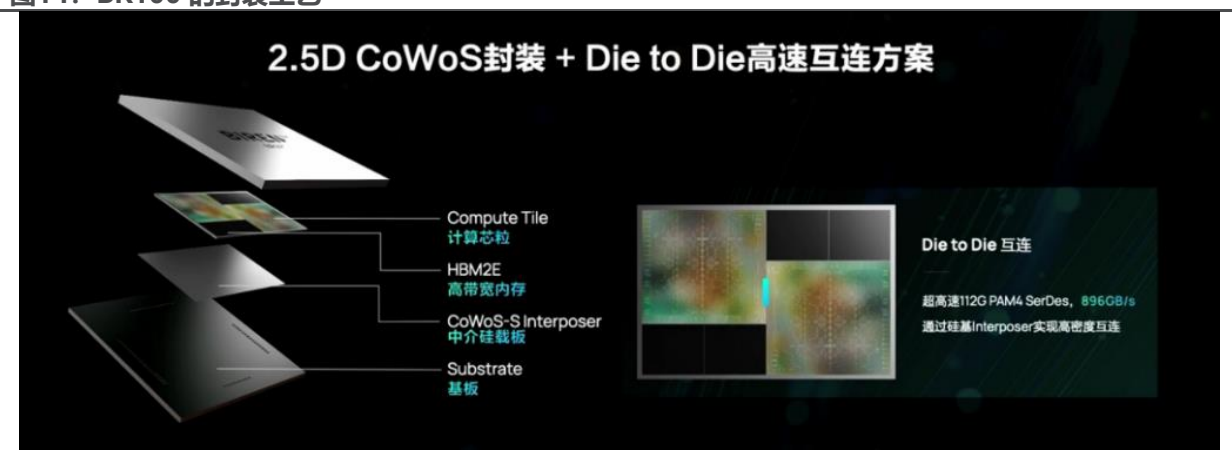 2.5D CoWoS封装 + Die to Die高速互连方案
BIREN
Compute Tile
计算芯粒
HBM2E
高带宽内存
CoWoS-S Interposer
中介硅载板
Substrate
基板
Die to Die 互连
超高速112G PAM4 SerDes，896GB/s
通过硅基Interposer实现高密度互连